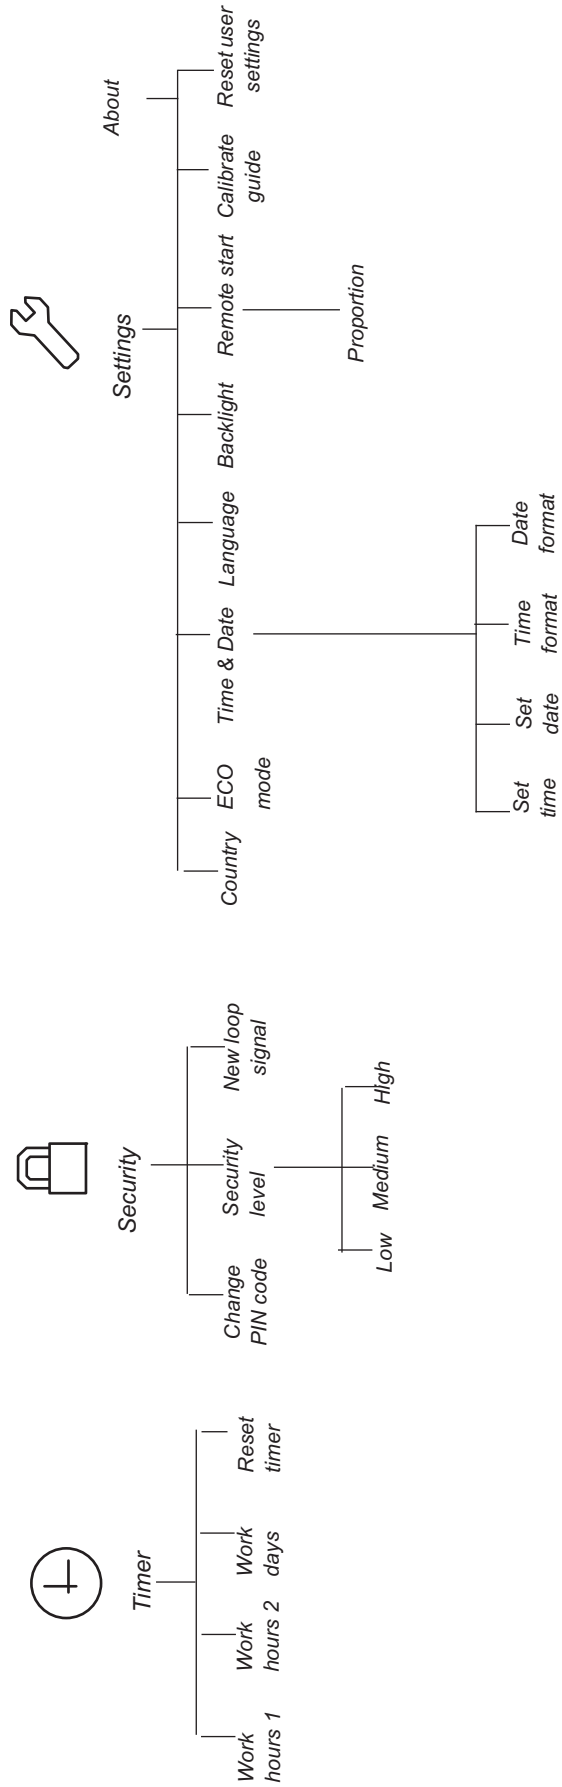 Timer
Work
hours 1
Work
hours 2
Work
days
Reset
timer
Security
Change
PIN code
Security
level
New loop
signal
Low
Medium
High
Settings
About
Country
ECO
mode
Time & Date
Language
Backlight
Remote start
Calibrate
guide
Reset user
settings
Proportion
Set
time
Set
date
Time
format
Date
format